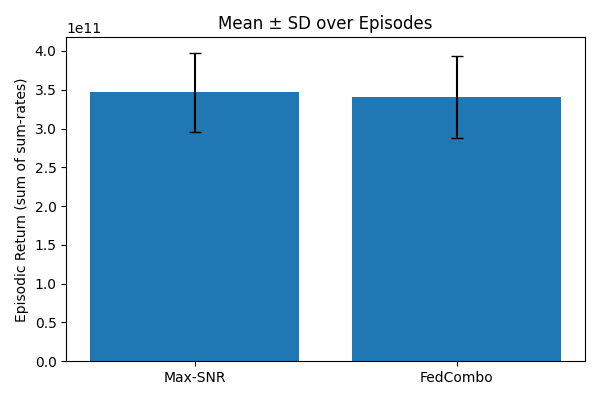 Mean ± SD over Episodes
1e11
Episodic Return (sum of sum-rates)
4.0
3.5
3.0
2.5
2.0
1.5
1.0
0.5
0.0
Max-SNR
FedCombo